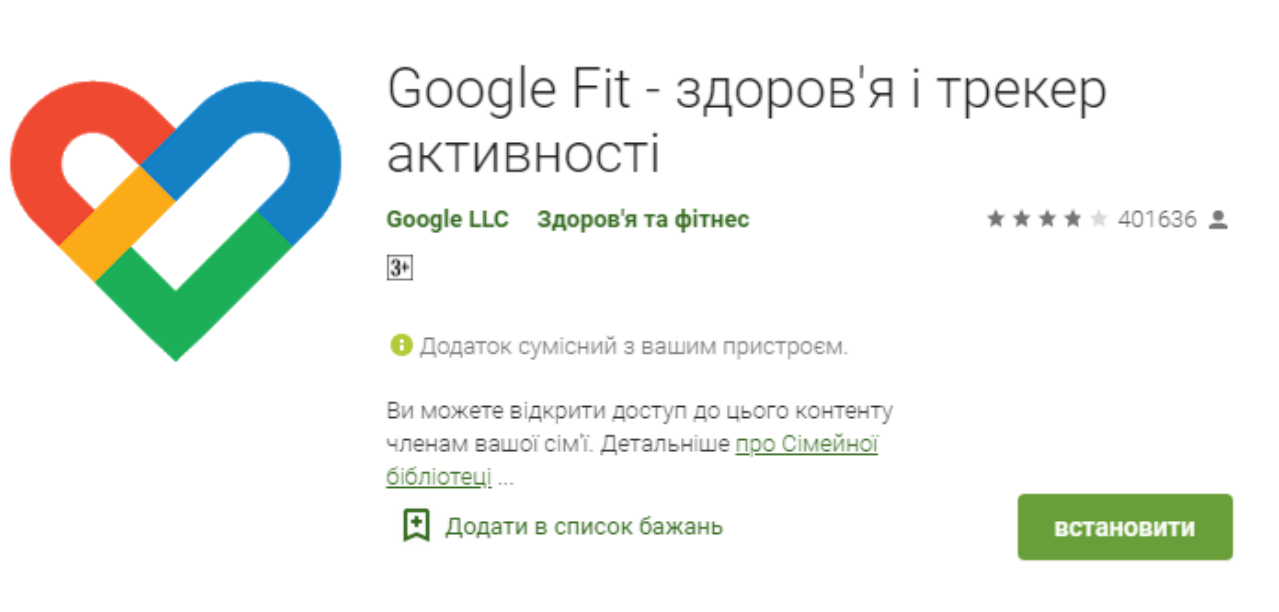 Google Fit - здоров'я і трекер
активності
Google LLC Здоров'я та фітнес 401636
3+
Додаток сумісний з вашим пристроєм.
Ви можете відкрити доступ до цього контенту
членам вашої сім'ї. Детальніше про Сімейної
бібліотеці ...
Додати в список бажань
встановити